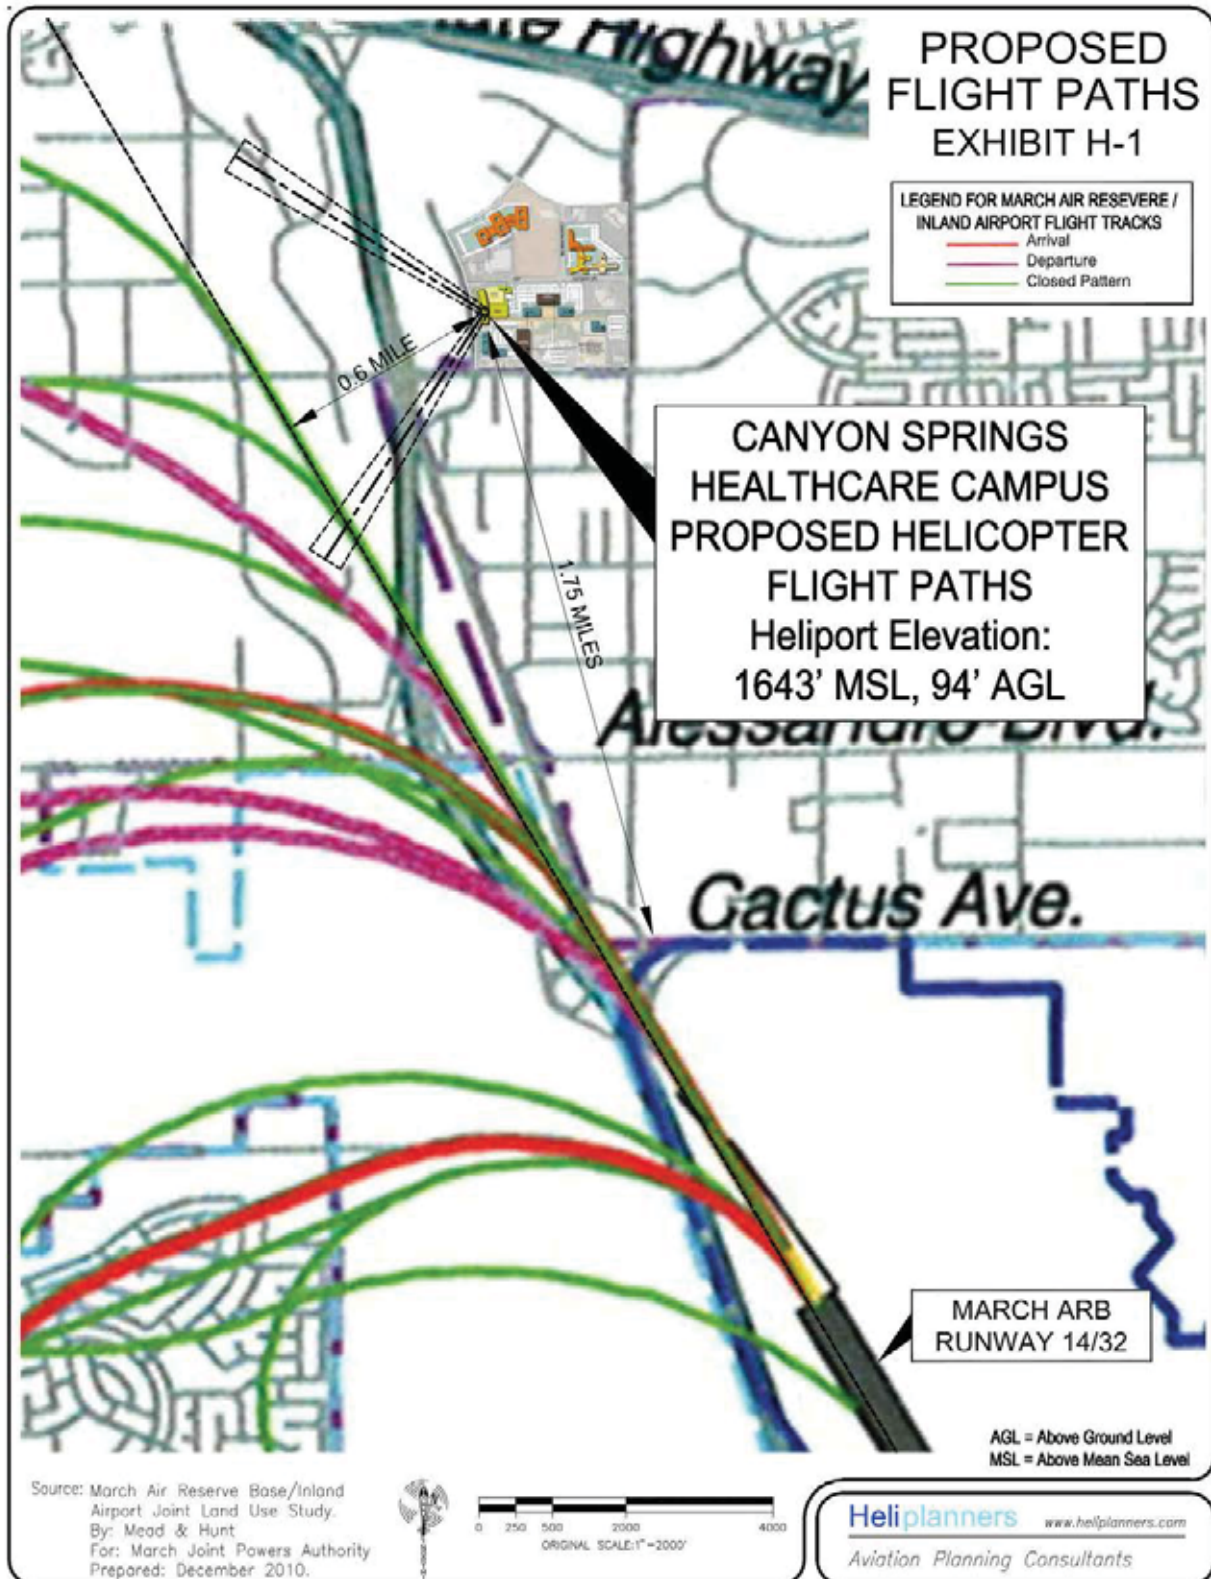 ate Highway
PROPOSED
FLIGHT PATHS
EXHIBIT H-1
LEGEND FOR MARCH AIR RESEVERE /
INLAND AIRPORT FLIGHT TRACKS
Arrival
Departure
Closed Pattern
0.6 MILE
CANYON SPRINGS
HEALTHCARE CAMPUS
PROPOSED HELICOPTER
FLIGHT PATHS
Heliport Elevation:
1643' MSL, 94' AGL
1.75 MILES
Alessandro Blvd.
Cactus Ave.
MARCH ARB
RUNWAY 14/32
AGL = Above Ground Level
MSL = Above Mean Sea Level
Source: March Air Reserve Base/Inland
Airport Joint Land Use Study.
By: Mead & Hunt
For: March Joint Powers Authority
Prepared: December 2010.
0 250 500 2000 4000
ORIGINAL SCALE:1"=2000'
Heliplanners www.heliplanners.com
Aviation Planning Consultants